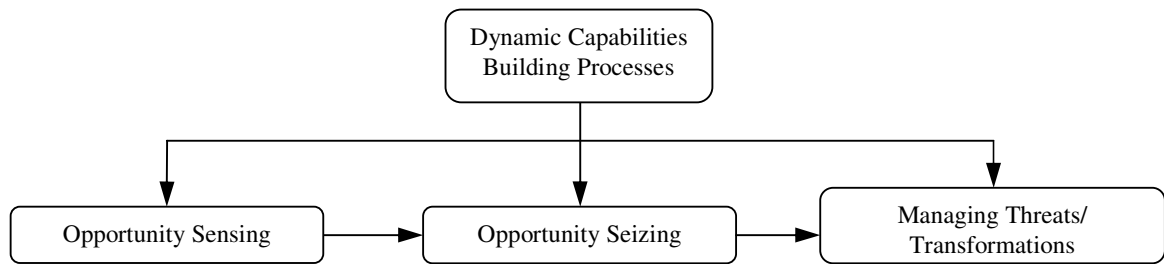 Dynamic Capabilities
Building Processes
Opportunity Sensing
Opportunity Seizing
Managing Threats/
Transformations